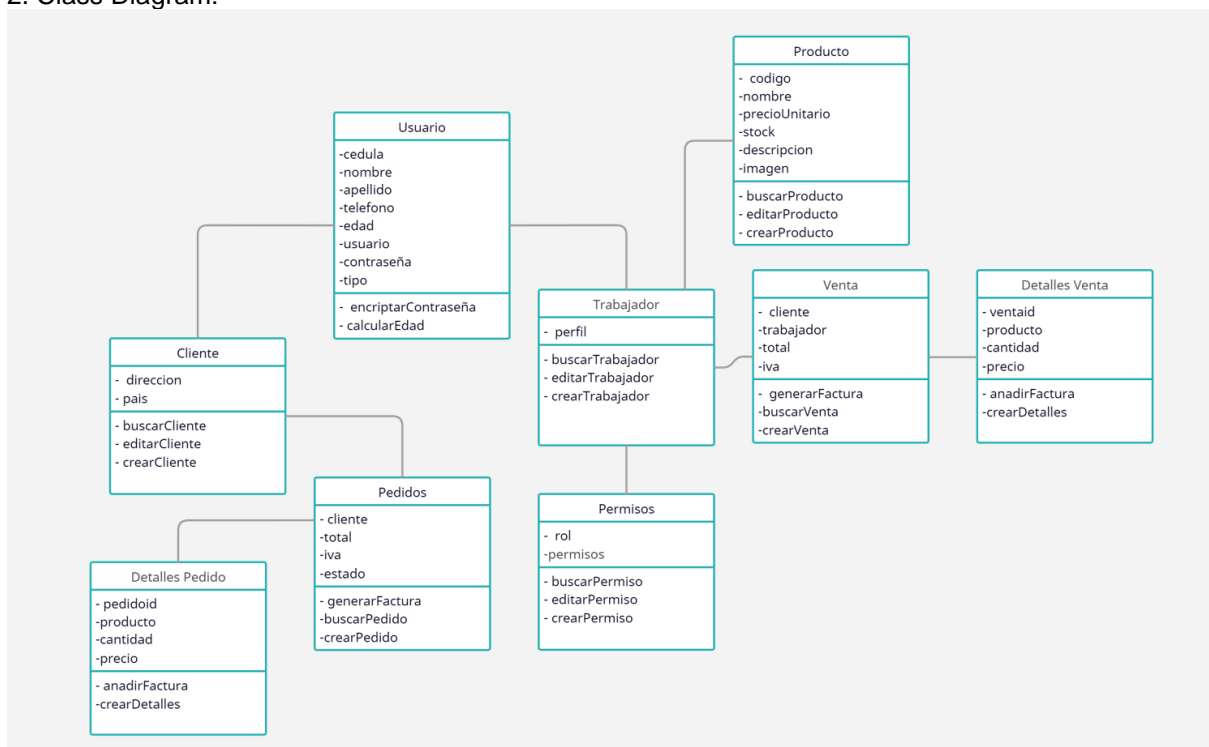 2. Class Diagram:
Producto
- codigo
-nombre
-precioUnitario
-stock
-descripcion
-imagen
- buscarProducto
- editarProducto
- crearProducto
Usuario
-cedula
-nombre
-apellido
-telefono
-edad
-usuario
-contraseña
-tipo
- encriptarContraseña
- calcularEdad
Trabajador
- perfil
- buscarTrabajador
- editarTrabajador
- crearTrabajador
Venta
- cliente
-trabajador
-total
-iva
- generarFactura
-buscarVenta
-crearVenta
Detalles Venta
- ventaid
-producto
-cantidad
-precio
- anadirFactura
-crearDetalles
Cliente
- direccion
- pais
- buscarCliente
- editarCliente
- crearCliente
Pedidos
- cliente
-total
-iva
-estado
- generarFactura
-buscarPedido
-crearPedido
Permisos
- rol
-permisos
- buscarPermiso
- editarPermiso
- crearPermiso
Detalles Pedido
- pedidoid
-producto
-cantidad
-precio
- anadirFactura
-crearDetalles